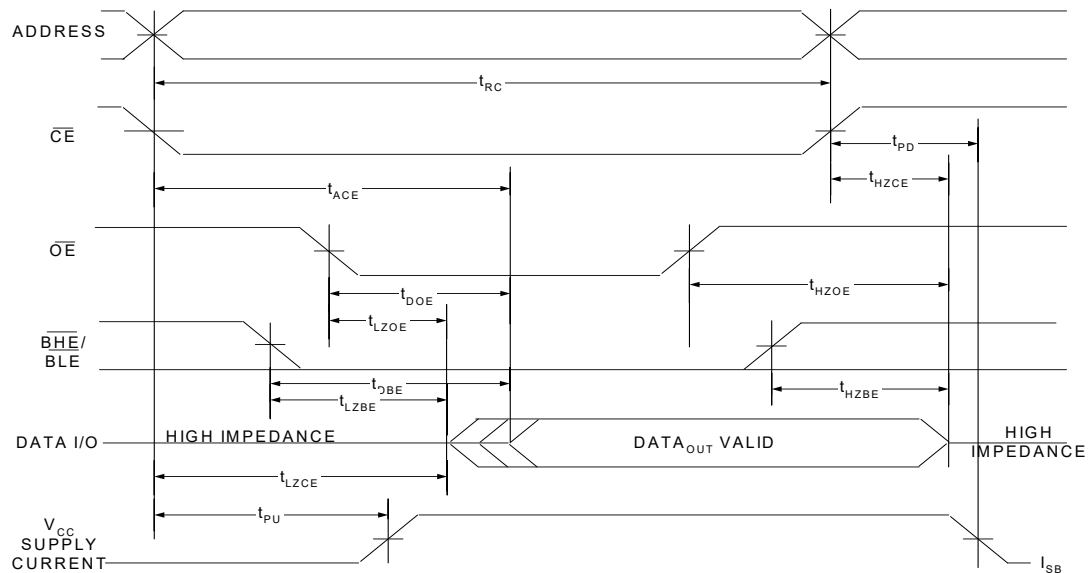 ADDRESS
tRC
CE
tPD
tHZCE
tACE
OE
tDOE
tHZOE
tLZOE
BHE/
BLE
tDBE
tHZBE
tLZBE
DATA I/O
HIGH IMPEDANCE
DATAOUT VALID
HIGH
IMPEDANCE
tLZCE
tPU
VCC
SUPPLY
CURRENT
ISB